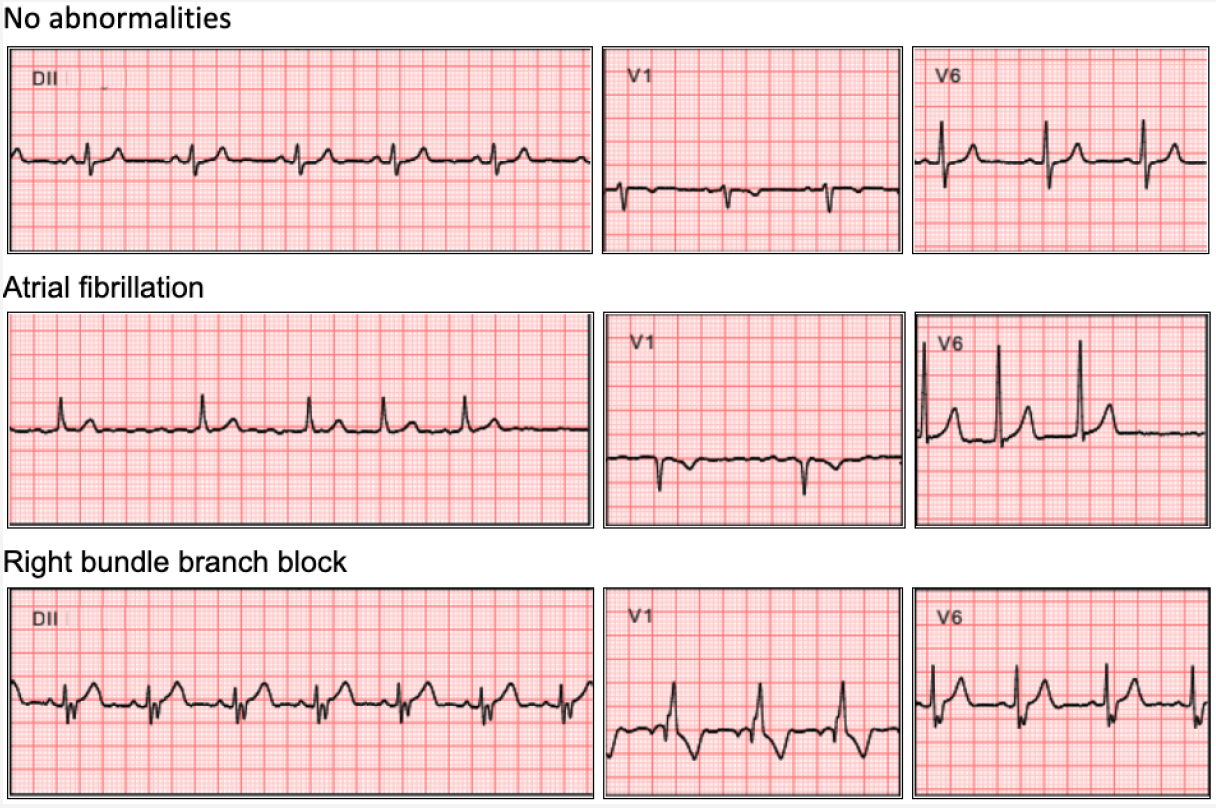 No abnormalities
DII
V1
V6
Atrial fibrillation
V1
V6
Right bundle branch block
DII
V1
V6